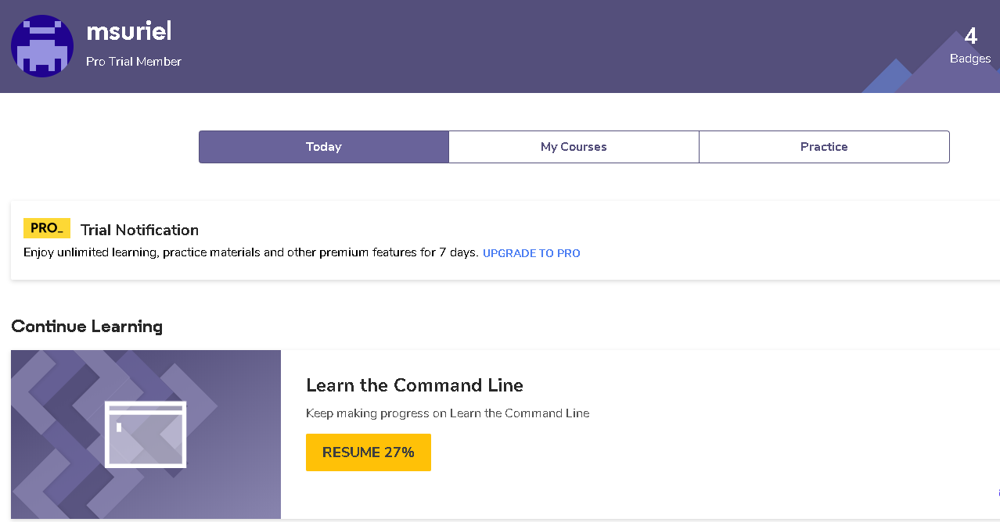 msuriel
Pro Trial Member
4
Badges
Today
My Courses
Practice
PRO_ Trial Notification
Enjoy unlimited learning, practice materials and other premium features for 7 days. UPGRADE TO PRO
Continue Learning
Learn the Command Line
Keep making progress on Learn the Command Line
RESUME 27%